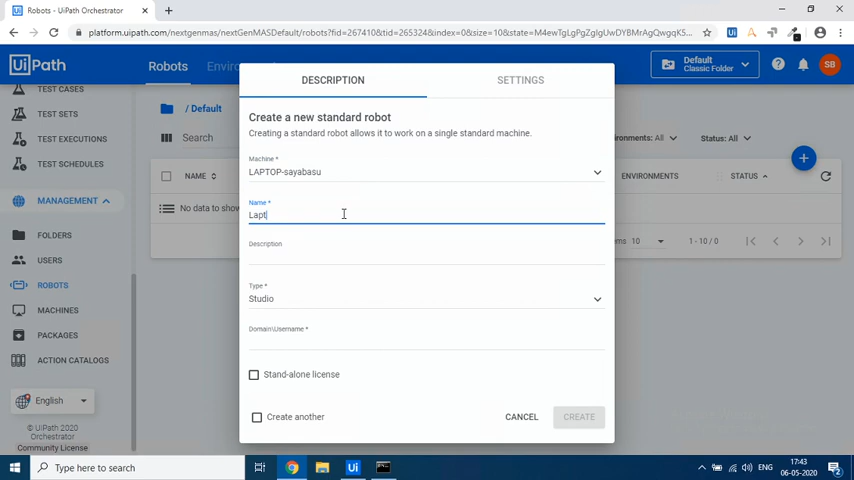 Robots - UiPath Orchestrator
platform.uipath.com/nextgenmas/nextGenMASDefault/robots?fid=267410&tid=265324&index=0&size=10&state=
UiPath
Robots
Default
Classic Folder
SB
DESCRIPTION
SETTINGS
TEST CASES
TEST SETS
TEST EXECUTIONS
TEST SCHEDULES
MANAGEMENT
FOLDERS
USERS
ROBOTS
MACHINES
PACKAGES
ACTION CATALOGS
English
© UiPath 2020
Orchestrator
Community License
/ Default
Search
All
Status: All
NAME
ENVIRONMENTS
STATUS
No data to
10
1 - 10 / 0
Create a new standard robot
Creating a standard robot allows it to work on a single standard machine.
Machine *
LAPTOP-sayabasu
Name *
Lapt
Description
Type *
Studio
Domain\Username *
Stand-alone license
Create another
CANCEL
CREATE
Type here to search
Ui
ENG
17:43
06-05-2020
2